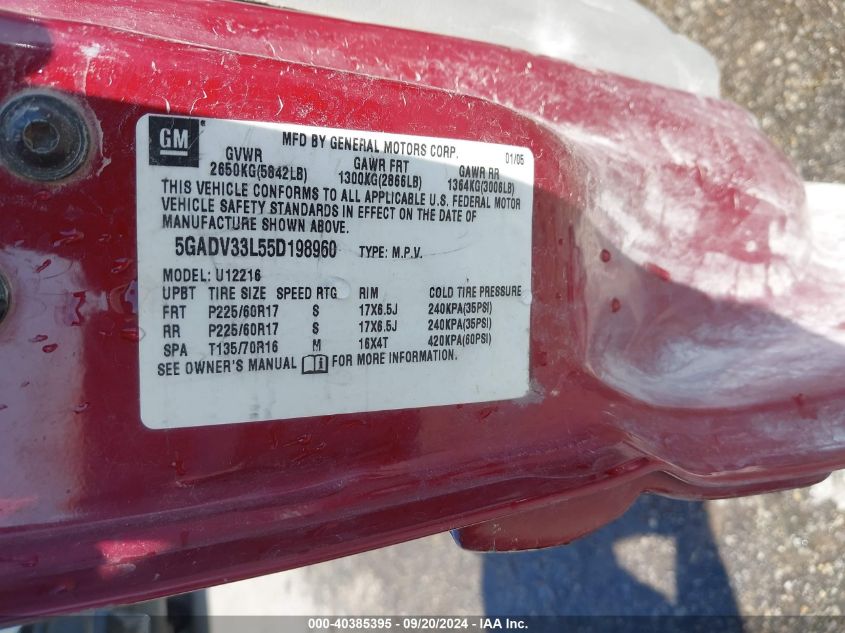 GM
MFD BY GENERAL MOTORS CORP. 01/05
GVWR GAWR FRT GAWR RR
2650KG(5842LB) 1300KG(2866LB) 1364KG(3006LB)
THIS VEHICLE CONFORMS TO ALL APPLICABLE U.S. FEDERAL MOTOR
VEHICLE SAFETY STANDARDS IN EFFECT ON THE DATE OF
MANUFACTURE SHOWN ABOVE.
5GADV33L55D198960 TYPE: M.P.V.
MODEL: U12216
UPBT TIRE SIZE SPEED RTG RIM COLD TIRE PRESSURE
FRT P225/60R17 S 17X6.5J 240KPA(35PSI)
RR P225/60R17 S 17X6.5J 240KPA(35PSI)
SPA T135/70R16 M 16X4T 420KPA(60PSI)
SEE OWNER'S MANUAL FOR MORE INFORMATION.
000-40385395 - 09/20/2024 - IAA Inc.